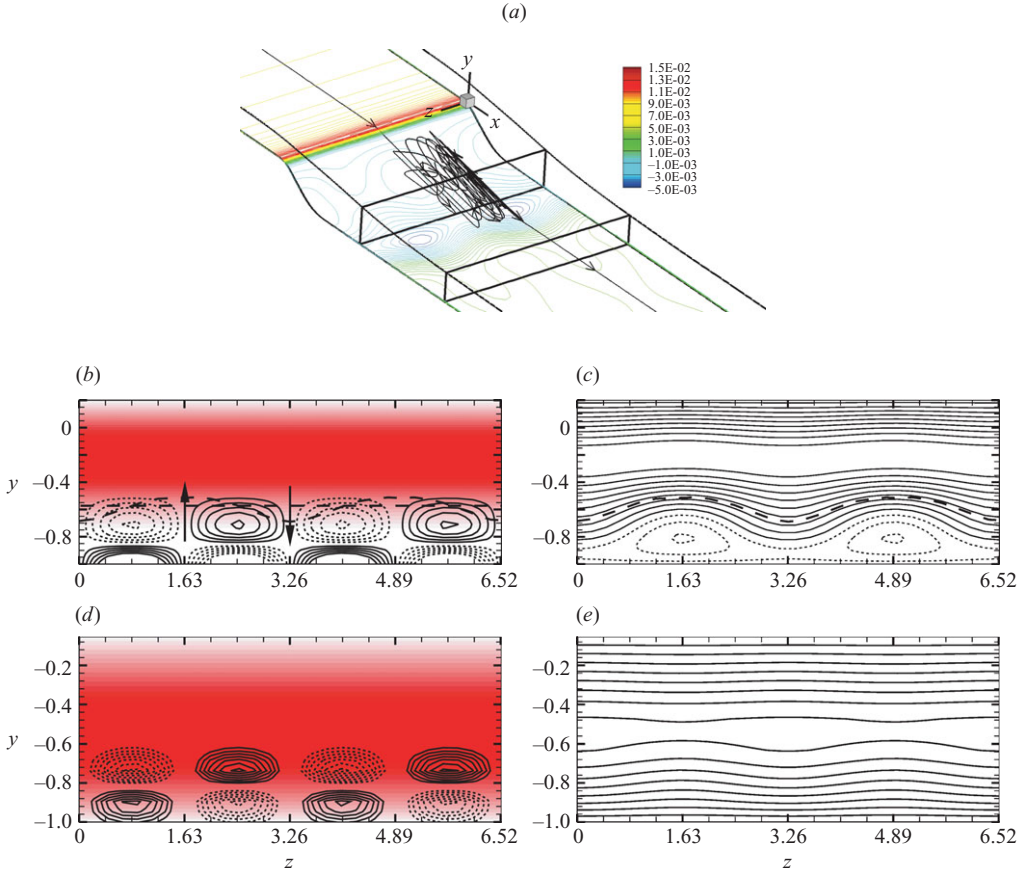 (a)
y
z
x
1.5E-02
1.3E-02
1.1E-02
9.0E-03
7.0E-03
5.0E-03
3.0E-03
1.0E-03
–1.0E-03
–3.0E-03
–5.0E-03
(b)
(c)
0
–0.4
–0.8
y
0 1.63 3.26 4.89 6.52
0
–0.4
–0.8
y
0 1.63 3.26 4.89 6.52
(d)
(e)
–0.2
–0.4
–0.6
–0.8
–1.0
y
0 1.63 3.26 4.89 6.52
z
–0.2
–0.4
–0.6
–0.8
–1.0
y
0 1.63 3.26 4.89 6.52
z